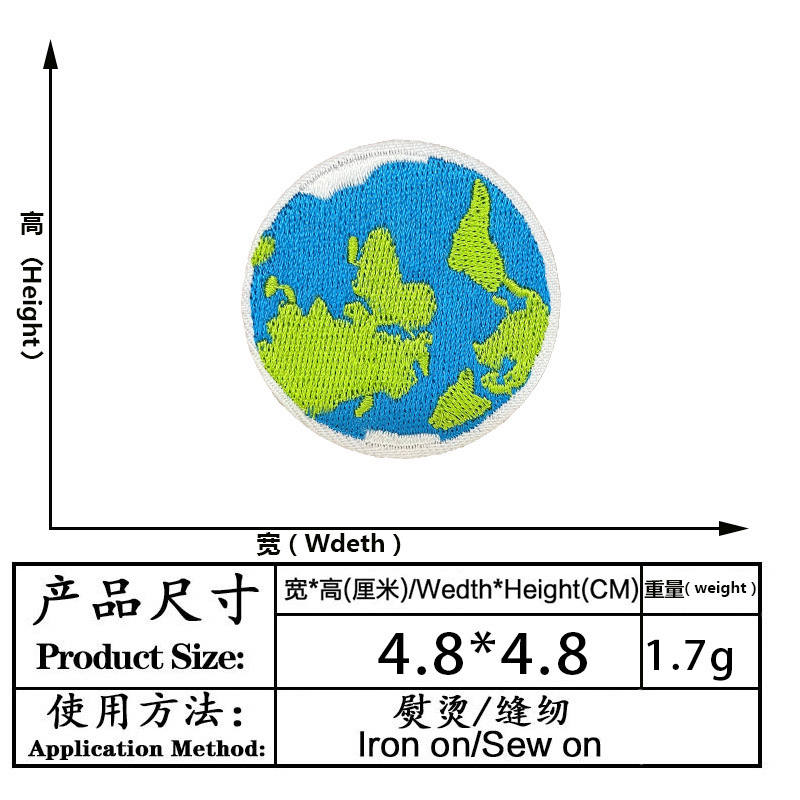 高（Height）
宽（Wdeth）
产品尺寸
Product Size:
宽*高(厘米)/Wedth*Height(CM)
重量( weight )
4.8*4.8
1.7g
使用方法：
Application Method:
熨烫/缝纫
Iron on/Sew on